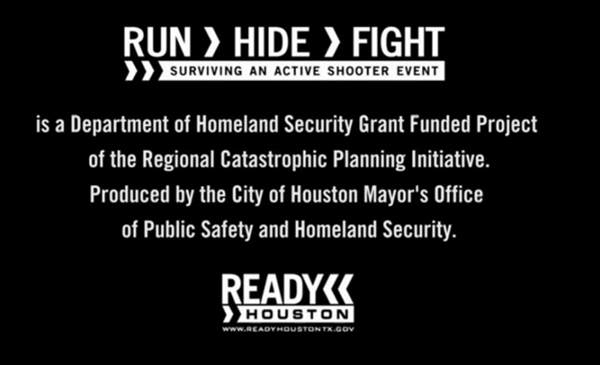 RUN › HIDE › FIGHT
››› SURVIVING AN ACTIVE SHOOTER EVENT
is a Department of Homeland Security Grant Funded Project
of the Regional Catastrophic Planning Initiative.
Produced by the City of Houston Mayor's Office
of Public Safety and Homeland Security.
READY‹‹
› HOUSTON
WWW.READYHOUSTONTX.GOV